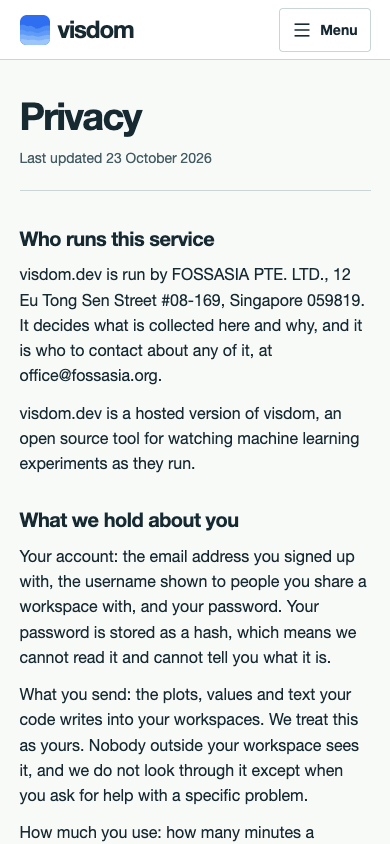 visdom
Menu
Privacy
Last updated 23 October 2026
Who runs this service
visdom.dev is run by FOSSASIA PTE. LTD., 12
Eu Tong Sen Street #08-169, Singapore 059819.
It decides what is collected here and why, and it
is who to contact about any of it, at
office@fossasia.org.
visdom.dev is a hosted version of visdom, an
open source tool for watching machine learning
experiments as they run.
What we hold about you
Your account: the email address you signed up
with, the username shown to people you share a
workspace with, and your password. Your
password is stored as a hash, which means we
cannot read it and cannot tell you what it is.
What you send: the plots, values and text your
code writes into your workspaces. We treat this
as yours. Nobody outside your workspace sees
it, and we do not look through it except when
you ask for help with a specific problem.
How much you use: how many minutes a